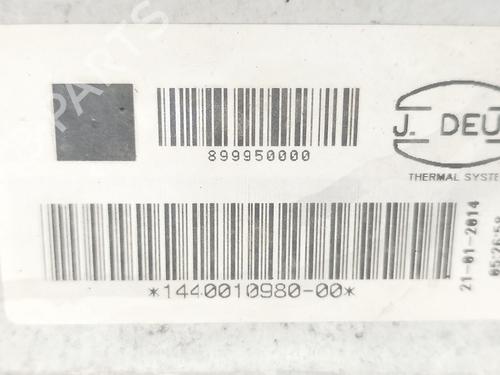 899950000
J. DEU
THERMAL SYSTE
*1440010980-00*
21-01-2014
PARTS